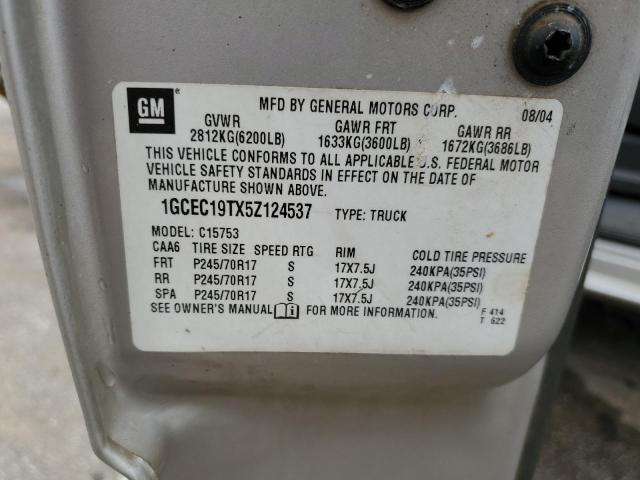 GM MFD BY GENERAL MOTORS CORP. 08/04
GVWR GAWR FRT GAWR RR
2812KG(6200LB) 1633KG(3600LB) 1672KG(3686LB)
THIS VEHICLE CONFORMS TO ALL APPLICABLE U.S. FEDERAL MOTOR
VEHICLE SAFETY STANDARDS IN EFFECT ON THE DATE OF
MANUFACTURE SHOWN ABOVE.
1GCEC19TX5Z124537 TYPE: TRUCK
MODEL: C15753
CAA6 TIRE SIZE SPEED RTG RIM COLD TIRE PRESSURE
FRT P245/70R17 S 17X7.5J 240KPA(35PSI)
RR P245/70R17 S 17X7.5J 240KPA(35PSI)
SPA P245/70R17 S 17X7.5J 240KPA(35PSI)
SEE OWNER'S MANUAL i FOR MORE INFORMATION. F 414
T 622